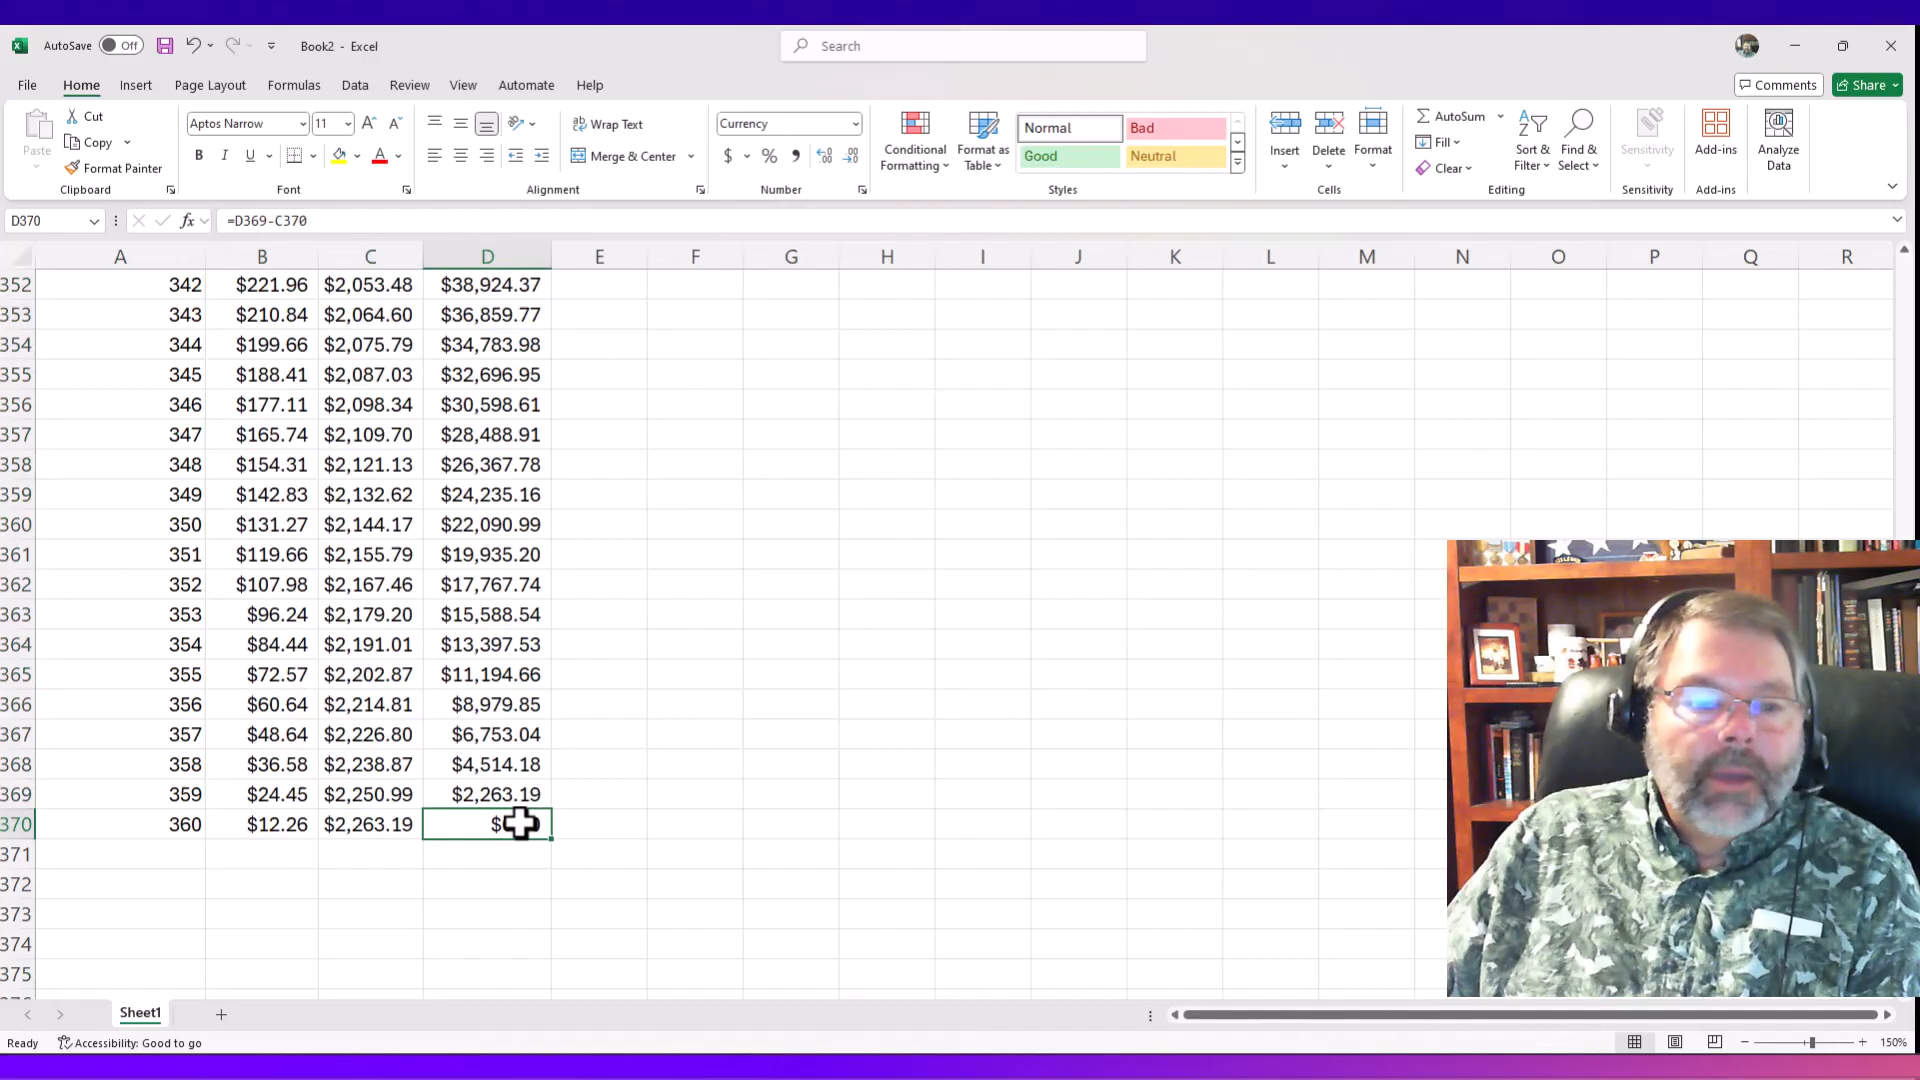 AutoSave Off Book2 - Excel Search
File Home Insert Page Layout Formulas Data Review View Automate Help Comments Share
Paste Cut Copy Format Painter Clipboard
Aptos Narrow 11 B I U Font
ab Wrap Text Merge & Center Alignment
Currency $ % , Number
Conditional Formatting Format as Table Normal Bad Good Neutral Styles
Insert Delete Format Cells
AutoSum Fill Clear Sort & Filter Find & Select Editing
Sensitivity Sensitivity
Add-ins Add-ins
Analyze Data
D370 fx =D369-C370
A B C D E F G H I J K L M N O P Q R
352 342 $221.96 $2,053.48 $38,924.37
353 343 $210.84 $2,064.60 $36,859.77
354 344 $199.66 $2,075.79 $34,783.98
355 345 $188.41 $2,087.03 $32,696.95
356 346 $177.11 $2,098.34 $30,598.61
357 347 $165.74 $2,109.70 $28,488.91
358 348 $154.31 $2,121.13 $26,367.78
359 349 $142.83 $2,132.62 $24,235.16
360 350 $131.27 $2,144.17 $22,090.99
361 351 $119.66 $2,155.79 $19,935.20
362 352 $107.98 $2,167.46 $17,767.74
363 353 $96.24 $2,179.20 $15,588.54
364 354 $84.44 $2,191.01 $13,397.53
365 355 $72.57 $2,202.87 $11,194.66
366 356 $60.64 $2,214.81 $8,979.85
367 357 $48.64 $2,226.80 $6,753.04
368 358 $36.58 $2,238.87 $4,514.18
369 359 $24.45 $2,250.99 $2,263.19
370 360 $12.26 $2,263.19 $
371
372
373
374
375
Sheet1
Ready Accessibility: Good to go 150%